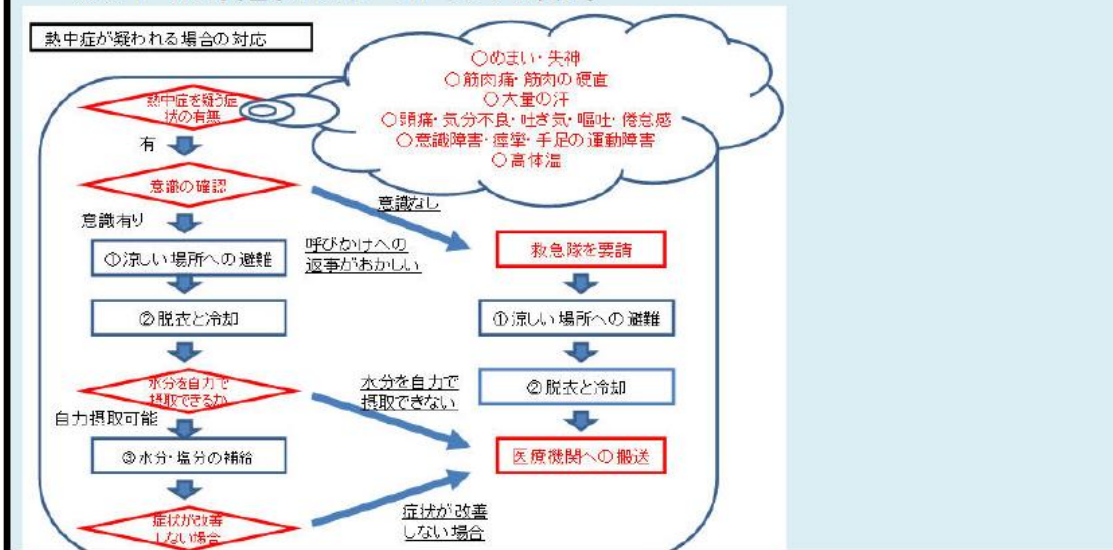 熱中症が疑われる場合の対応
○めまい・失神
○筋肉痛・筋肉の硬直
○大量の汗
○頭痛・気分不良・吐き気・嘔吐・倦怠感
○意識障害・痙攣・手足の運動障害
○高体温
熱中症を疑う症
状の有無
有
意識の確認
意識なし
意識有り
呼びかけへの
返事がおかしい
救急隊を要請
①涼しい場所への避難
①涼しい場所への避難
②脱衣と冷却
②脱衣と冷却
水分を自力で
摂取できるか
水分を自力で
摂取できない
自力摂取可能
③水分・塩分の補給
医療機関への搬送
症状が改善
しない場合
症状が改善
しない場合